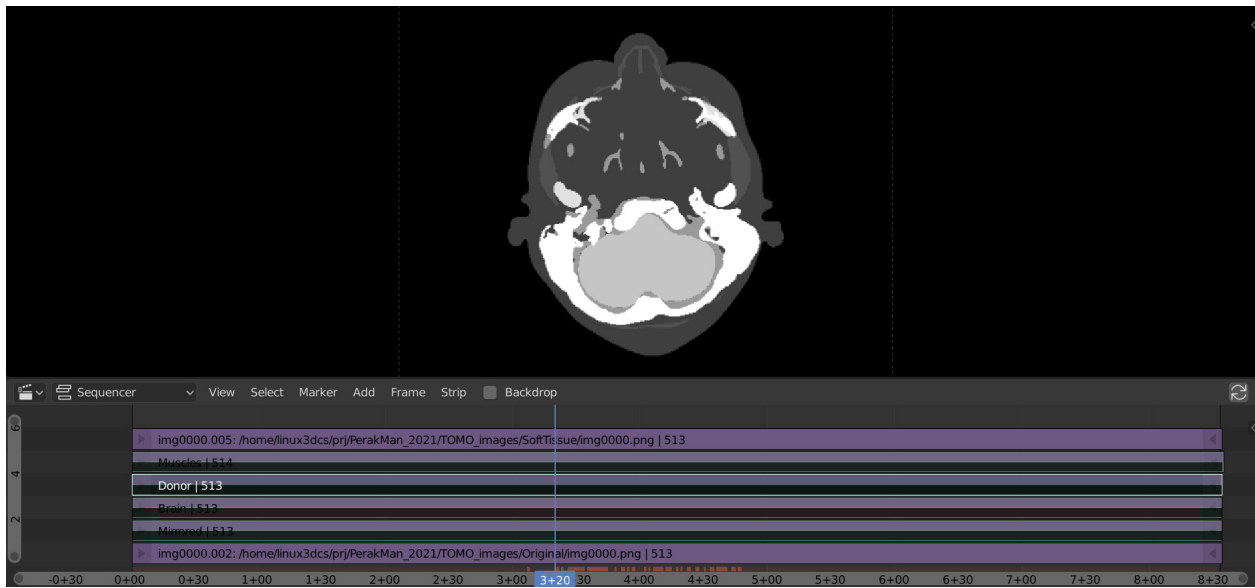 Sequencer View Select Marker Add Frame Strip Backdrop
6
img0000.005: /home/linux3dcs/prj/PerakMan_2021/TOMO_images/SoftTissue/img0000.png | 513
Muscles | 514
4
Donor | 513
Brain | 513
2
Mirrored | 513
img0000.002: /home/linux3dcs/prj/PerakMan_2021/TOMO_images/Original/img0000.png | 513
-0+30 0+00 0+30 1+00 1+30 2+00 2+30 3+00 3+20 30 4+00 4+30 5+00 5+30 6+00 6+30 7+00 7+30 8+00 8+30